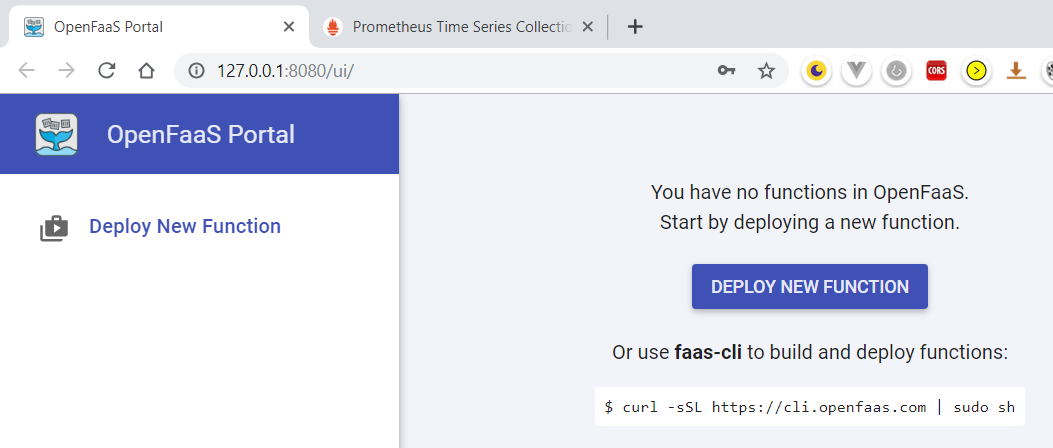 OpenFaaS Portal
Prometheus Time Series Collectio
127.0.0.1:8080/ui/
CORS
OpenFaaS Portal
Deploy New Function
You have no functions in OpenFaaS.
Start by deploying a new function.
DEPLOY NEW FUNCTION
Or use faas-cli to build and deploy functions:
$ curl -sSL https://cli.openfaas.com | sudo sh